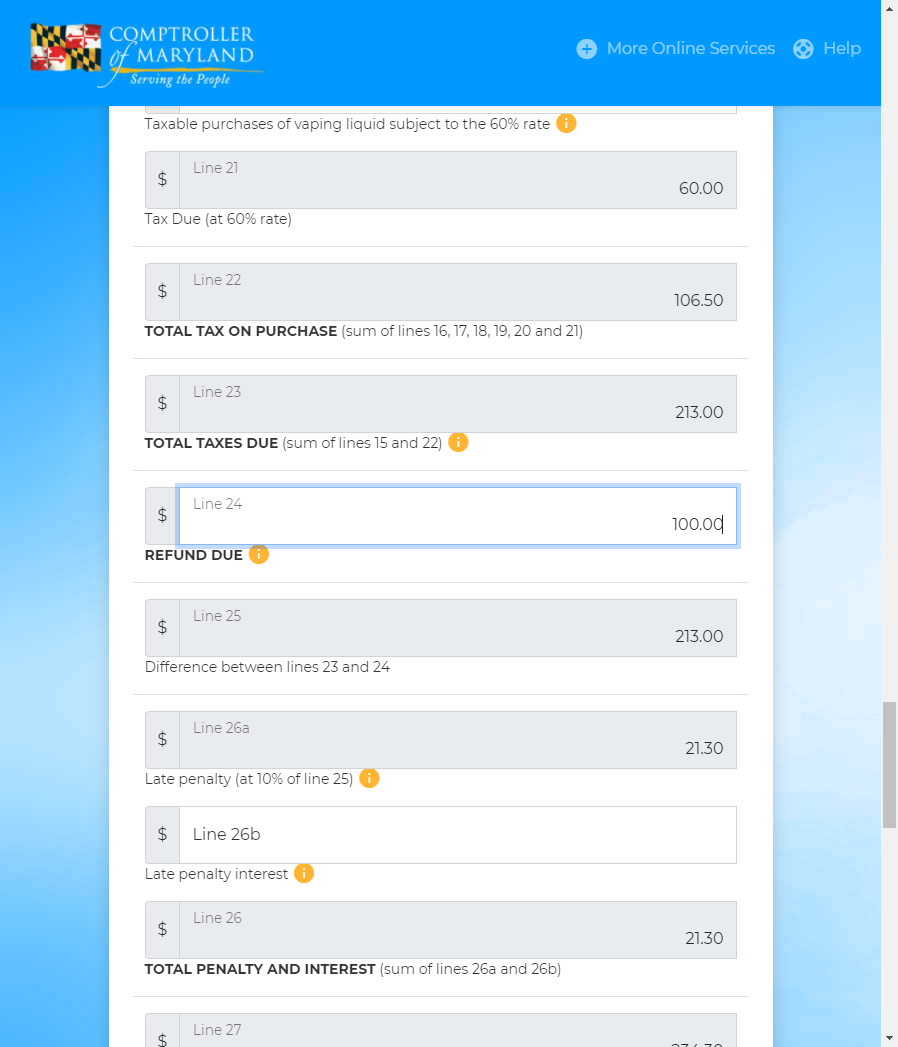 COMPTROLLER
of MARYLAND
Serving the People
More Online Services
Help
Taxable purchases of vaping liquid subject to the 60% rate
$ Line 21
60.00
Tax Due (at 60% rate)
$ Line 22
106.50
TOTAL TAX ON PURCHASE (sum of lines 16, 17, 18, 19, 20 and 21)
$ Line 23
213.00
TOTAL TAXES DUE (sum of lines 15 and 22)
$ Line 24
100.00
REFUND DUE
$ Line 25
213.00
Difference between lines 23 and 24
$ Line 26a
21.30
Late penalty (at 10% of line 25)
$ Line 26b
Late penalty interest
$ Line 26
21.30
TOTAL PENALTY AND INTEREST (sum of lines 26a and 26b)
$ Line 27